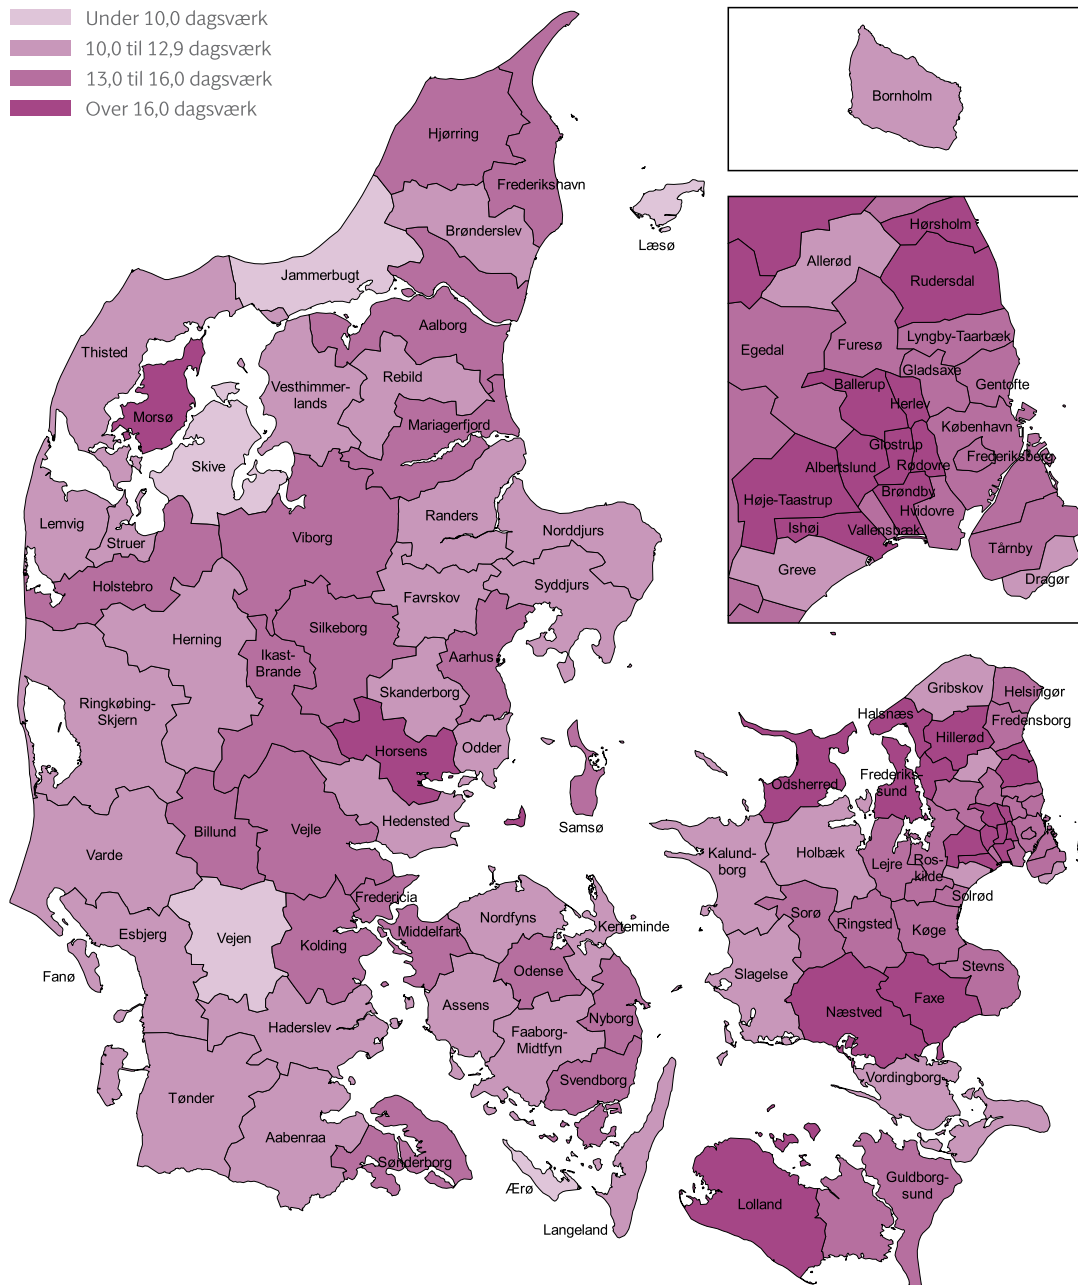 Under 10,0 dagsværk
10,0 til 12,9 dagsværk
13,0 til 16,0 dagsværk
Over 16,0 dagsværk
Bornholm
Hjørring
Frederikshavn
Brønderslev
Læsø
Jammerbugt
Aalborg
Thisted
Rebild
Vesthimmer-
lands
Morsø
Mariagerfjord
Skive
Lemvig
Struer
Randers
Norddjurs
Viborg
Holstebro
Syddjurs
Favrskov
Herning
Silkeborg
Ikast-
Brande
Aarhus
Skanderborg
Ringkøbing-
Skjern
Horsens
Odder
Hedensted
Samsø
Billund
Vejle
Varde
Fredericia
Esbjerg
Vejen
Kolding
Middelfart
Nordfyns
Kerteminde
Fanø
Odense
Assens
Haderslev
Faaborg-
Midtfyn
Nyborg
Svendborg
Tønder
Aabenraa
Sønderborg
Ærø
Langeland
Hørsholm
Allerød
Rudersdal
Lyngby-Taarbæk
Egedal
Furesø
Gladsaxe
Ballerup
Gentofte
Herlev
København
Glostrup
Frederiksberg
Albertslund
Rødovre
Høje-Taastrup
Brøndby
Hvidovre
Ishøj
Vallensbæk
Greve
Tårnby
Dragør
Gribskov
Helsingør
Halsnæs
Fredensborg
Hillerød
Odsherred
Frederiks-
sund
Kalund-
borg
Holbæk
Lejre
Ros-
kilde
Solrød
Sorø
Ringsted
Køge
Slagelse
Stevns
Næstved
Faxe
Vordingborg
Guldborg-
sund
Lolland